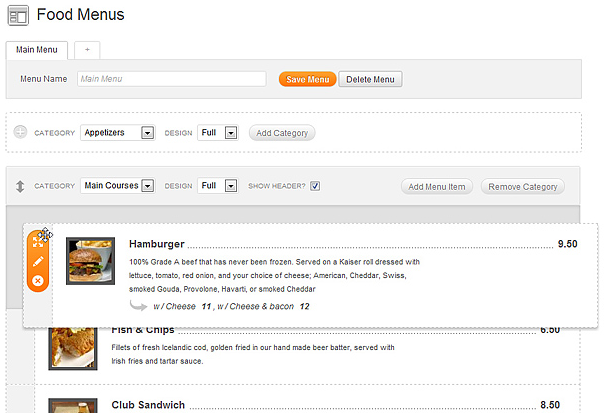 Food Menus
Main Menu +
Menu Name Main Menu Save Menu Delete Menu
CATEGORY Appetizers DESIGN Full Add Category
CATEGORY Main Courses DESIGN Full SHOW HEADER? Add Menu Item Remove Category
Hamburger 9.50
100% Grade A beef that has never been frozen. Served on a Kaiser roll dressed with
lettuce, tomato, red onion, and your choice of cheese; American, Cheddar, Swiss,
smoked Gouda, Provolone, Havarti, or smoked Cheddar
w / Cheese 11 , w / Cheese & bacon 12
Fish & Chips 6.50
Fillets of fresh Icelandic cod, golden fried in our hand made beer batter, served with
Irish fries and tartar sauce.
Club Sandwich 8.50